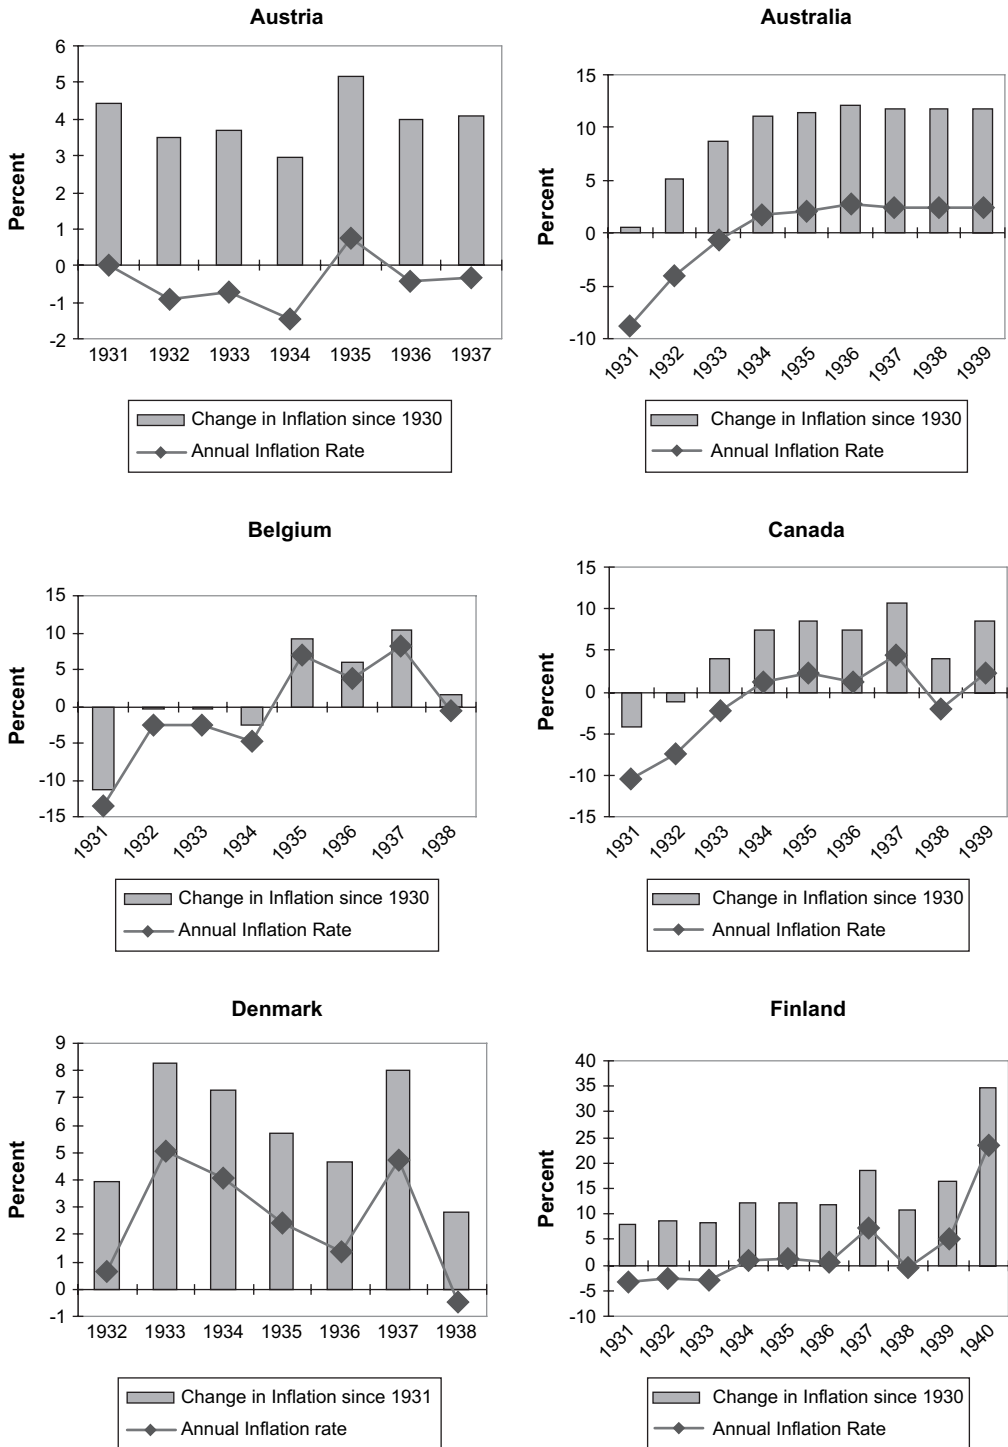 Austria
Percent
6
5
4
3
2
1
0
-1
-2
1931 1932 1933 1934 1935 1936 1937
Change in Inflation since 1930
Annual Inflation Rate
Australia
Percent
15
10
5
0
-5
-10
1931 1932 1933 1934 1935 1936 1937 1938 1939
Change in Inflation since 1930
Annual Inflation Rate
Belgium
Percent
15
10
5
0
-5
-10
-15
1931 1932 1933 1934 1935 1936 1937 1938
Change in Inflation since 1930
Annual Inflation Rate
Canada
Percent
15
10
5
0
-5
-10
-15
1931 1932 1933 1934 1935 1936 1937 1938 1939
Change in Inflation since 1930
Annual Inflation Rate
Denmark
Percent
9
8
7
6
5
4
3
2
1
0
-1
1932 1933 1934 1935 1936 1937 1938
Change in Inflation since 1931
Annual Inflation rate
Finland
Percent
40
35
30
25
20
15
10
5
0
-5
-10
1931 1932 1933 1934 1935 1936 1937 1938 1939 1940
Change in Inflation since 1930
Annual Inflation Rate